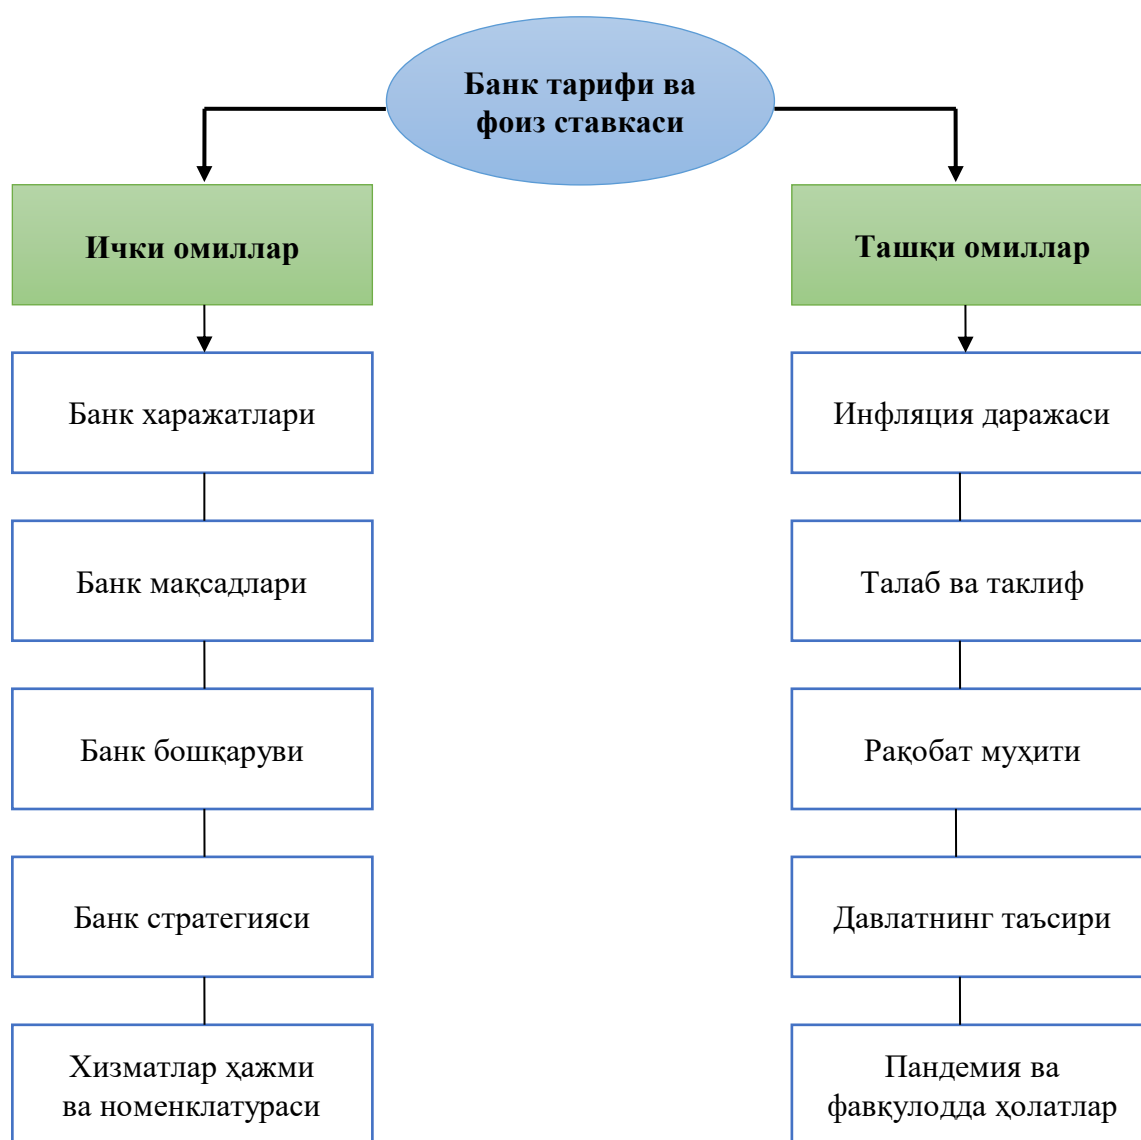 Банк тарифи ва
фоиз ставкаси
Ички омиллар
Ташқи омиллар
Банк харажатлари
Инфляция даражаси
Банк мақсадлари
Талаб ва таклиф
Банк бошқаруви
Рақобат муҳити
Банк стратегияси
Давлатнинг таъсири
Хизматлар ҳажми
ва номенклатураси
Пандемия ва
фавқулодда ҳолатлар